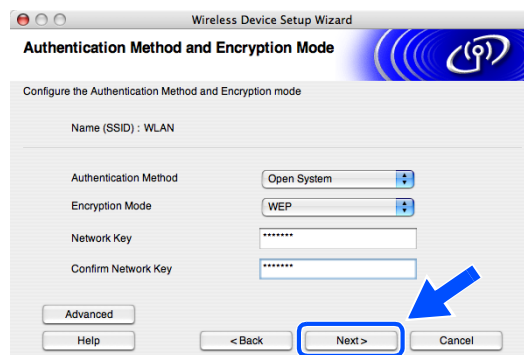 Wireless Device Setup Wizard
Authentication Method and Encryption Mode
Configure the Authentication Method and Encryption mode
Name (SSID) : WLAN
Authentication Method Open System
Encryption Mode WEP
Network Key *******
Confirm Network Key *******
Advanced
Help < Back Next > Cancel